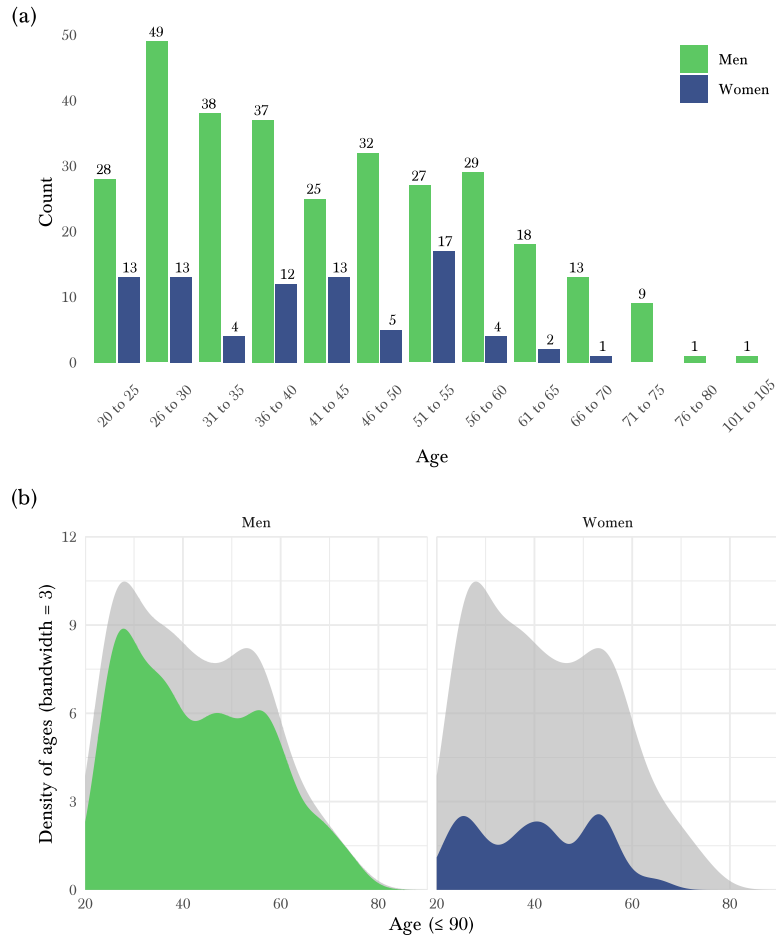 (a)
50
40
30
20
10
0
Count
28 13
49 13
38 4
37 12
25 13
32 5
27 17
29 4
18 2
13 1
9
1
1
Men
Women
20 to 25
26 to 30
31 to 35
36 to 40
41 to 45
46 to 50
51 to 55
56 to 60
61 to 65
66 to 70
71 to 75
76 to 80
101 to 105
Age
(b)
Men Women
12
9
6
3
0
Density of ages (bandwidth = 3)
20 40 60 80 20 40 60 80
Age (≤ 90)